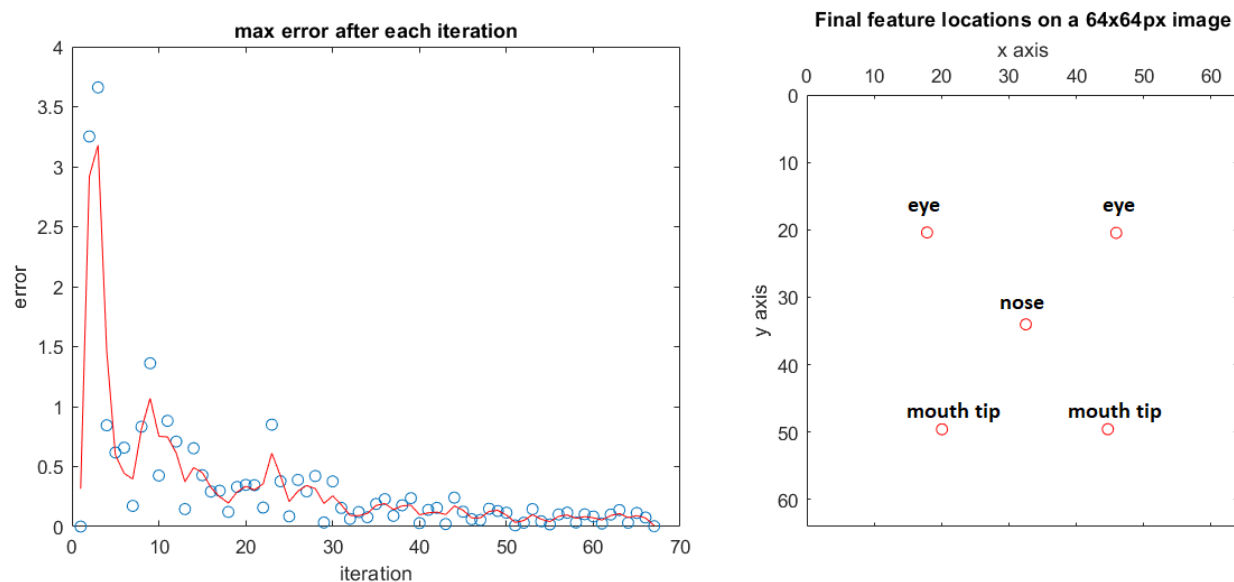 max error after each iteration
4
3.5
3
2.5
2
1.5
1
0.5
0
error
0 10 20 30 40 50 60 70
iteration
Final feature locations on a 64x64px image
x axis
0 10 20 30 40 50 60
0
10
20
30
40
50
60
y axis
eye eye
nose
mouth tip mouth tip